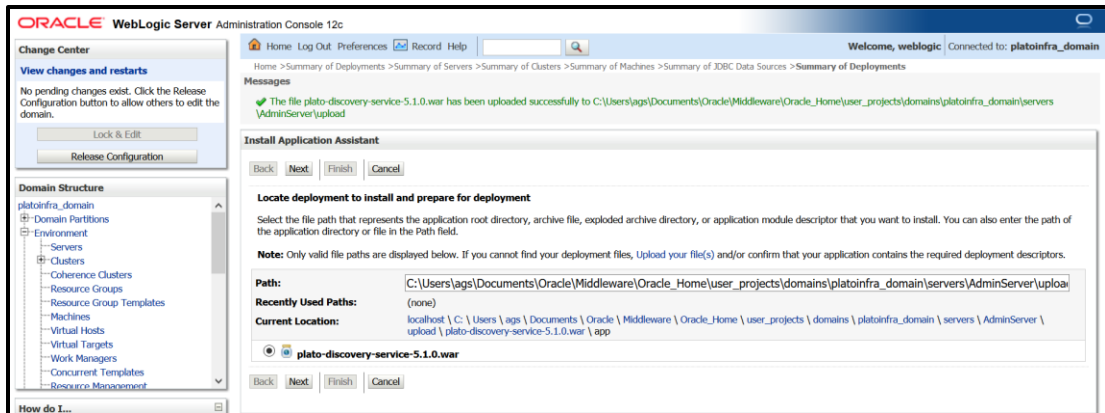 ORACLE WebLogic Server Administration Console 12c
Change Center
View changes and restarts
No pending changes exist. Click the Release
Configuration button to allow others to edit the
domain.
Lock & Edit
Release Configuration
Domain Structure
platoinfra_domain
Domain Partitions
Environment
Servers
Clusters
Coherence Clusters
Resource Groups
Resource Group Templates
Machines
Virtual Hosts
Virtual Targets
Work Managers
Concurrent Templates
Resource Management
How do I...
Home Log Out Preferences Record Help
Welcome, weblogic Connected to: platoinfra_domain
Home >Summary of Deployments >Summary of Servers >Summary of Clusters >Summary of Machines >Summary of JDBC Data Sources >Summary of Deployments
Messages
The file plato-discovery-service-5.1.0.war has been uploaded successfully to C:\Users\ags\Documents\Oracle\Middleware\Oracle_Home\user_projects\domains\platoinfra_domain\servers
\AdminServer\upload
Install Application Assistant
Back Next Finish Cancel
Locate deployment to install and prepare for deployment
Select the file path that represents the application root directory, archive file, exploded archive directory, or application module descriptor that you want to install. You can also enter the path of
the application directory or file in the Path field.
Note: Only valid file paths are displayed below. If you cannot find your deployment files, Upload your file(s) and/or confirm that your application contains the required deployment descriptors.
Path: C:\Users\ags\Documents\Oracle\Middleware\Oracle_Home\user_projects\domains\platoinfra_domain\servers\AdminServer\uploa
Recently Used Paths: (none)
Current Location: localhost \ C: \ Users \ ags \ Documents \ Oracle \ Middleware \ Oracle_Home \ user_projects \ domains \ platoinfra_domain \ servers \ AdminServer \
upload \ plato-discovery-service-5.1.0.war \ app
plato-discovery-service-5.1.0.war
Back Next Finish Cancel